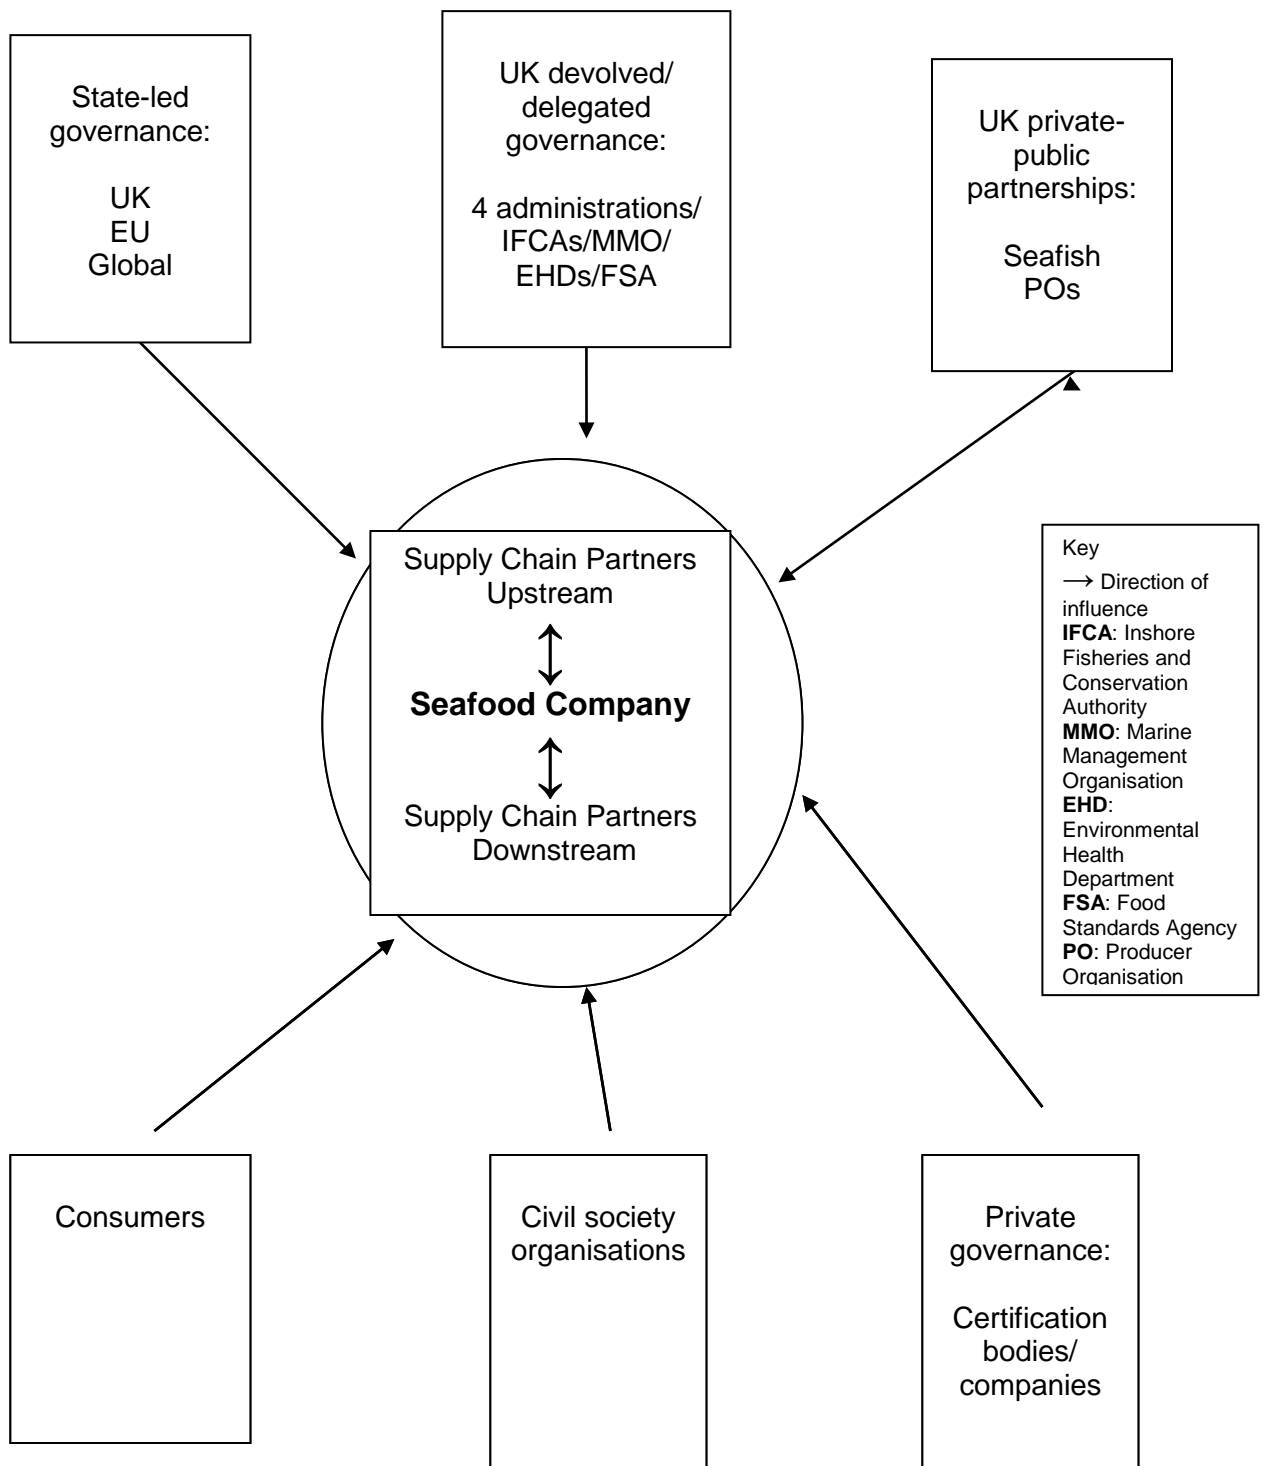 State-led
governance:
UK
EU
Global
UK devolved/
delegated
governance:
4 administrations/
IFCAs/MMO/
EHDs/FSA
UK private-
public
partnerships:
Seafish
POs
Supply Chain Partners
Upstream
Seafood Company
Supply Chain Partners
Downstream
Key
→ Direction of
influence
IFCA: Inshore
Fisheries and
Conservation
Authority
MMO: Marine
Management
Organisation
EHD:
Environmental
Health
Department
FSA: Food
Standards Agency
PO: Producer
Organisation
Consumers
Civil society
organisations
Private
governance:
Certification
bodies/
companies